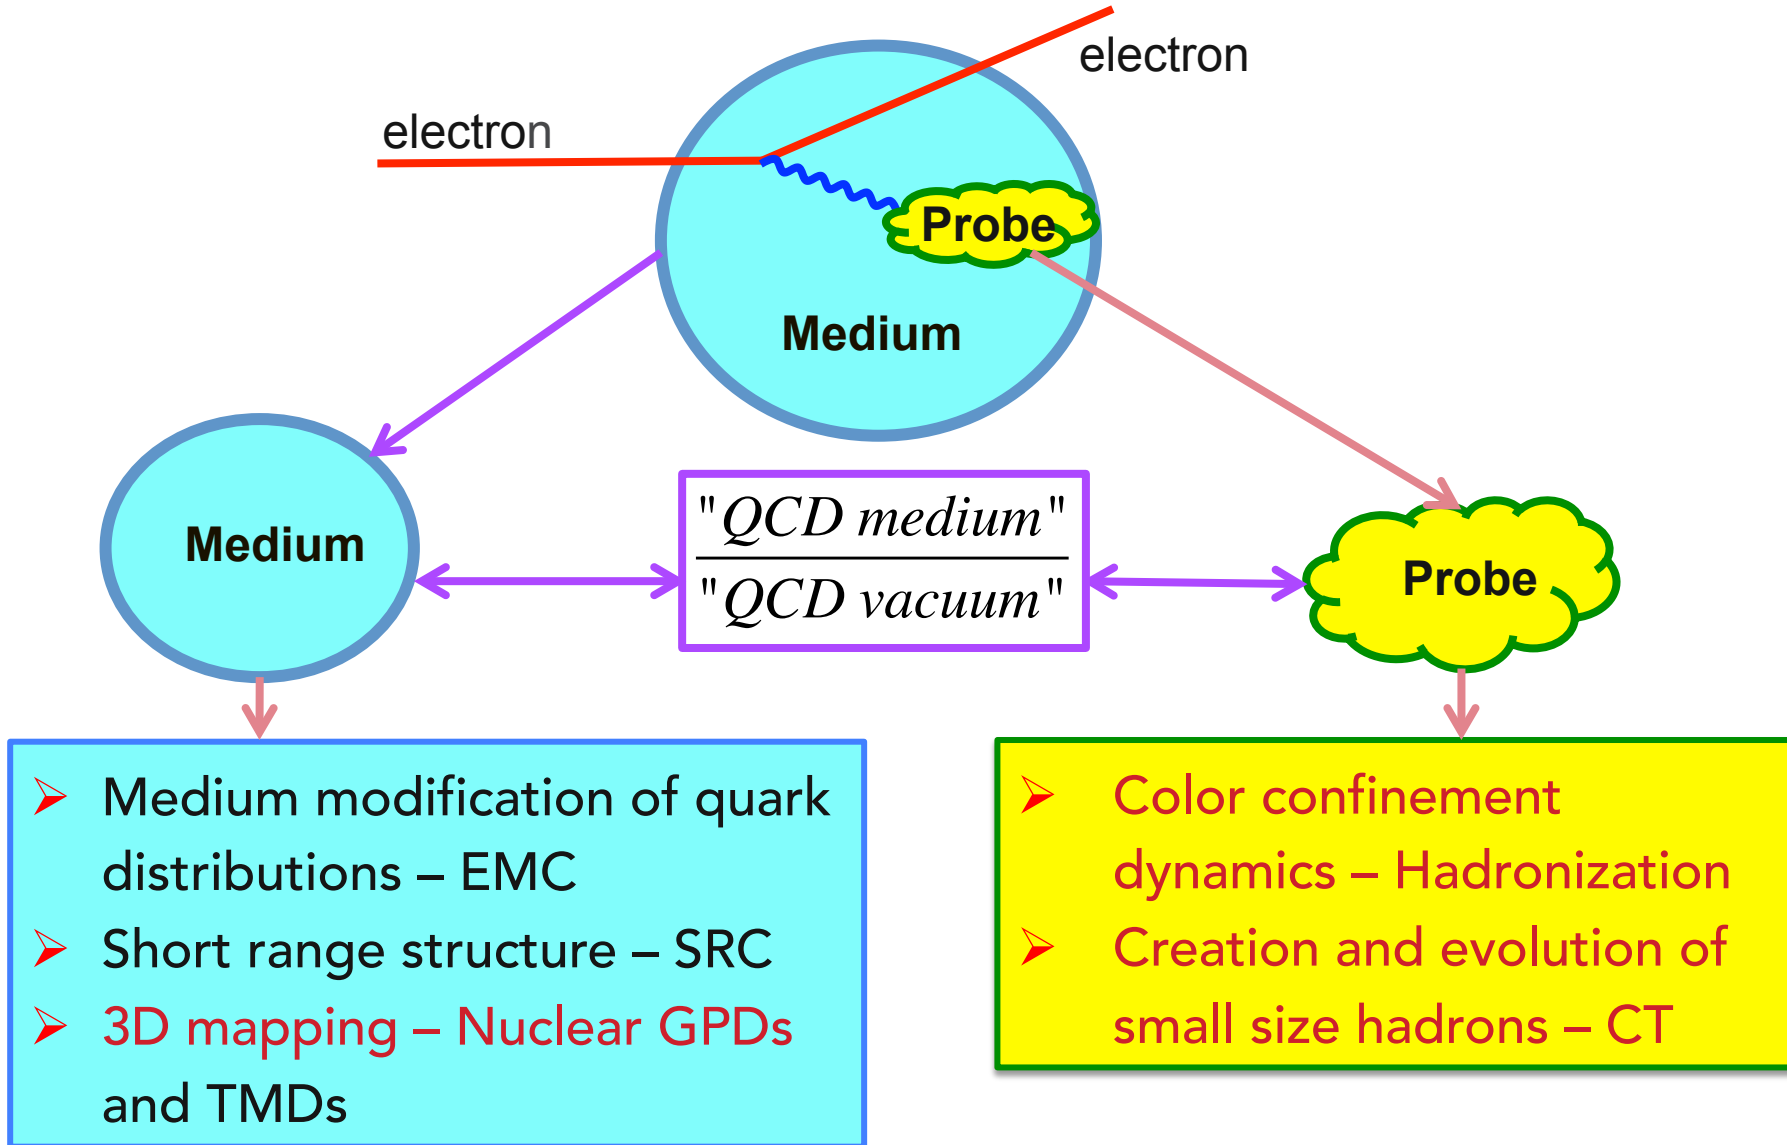 electron
electron
Probe
Medium
Medium
"QCD medium"
"QCD vacuum"
Probe
➢ Medium modification of quark
distributions – EMC
➢ Short range structure – SRC
➢ 3D mapping – Nuclear GPDs
and TMDs
➢ Color confinement
dynamics – Hadronization
➢ Creation and evolution of
small size hadrons – CT